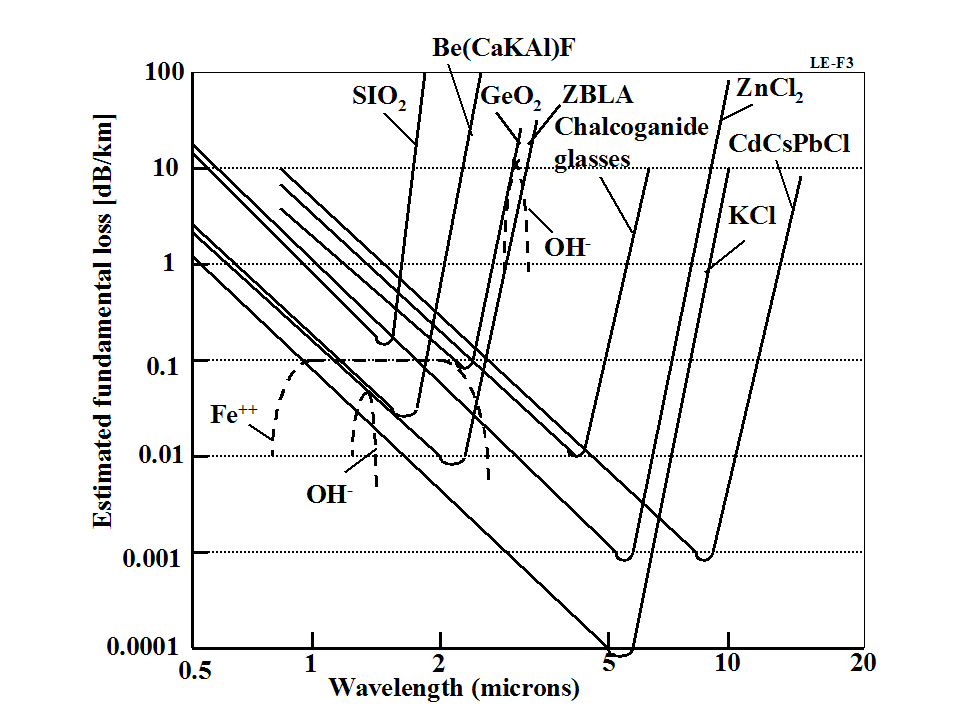 Be(CaKAl)F
LE-F3
100
SIO2
GeO2
ZBLA
ZnCl2
Chalcoganide
glasses
CdCsPbCl
10
KCl
OH-
1
Estimated fundamental loss [dB/km]
0.1
Fe++
0.01
OH-
0.001
0.0001
0.5
1
2
5
10
20
Wavelength (microns)